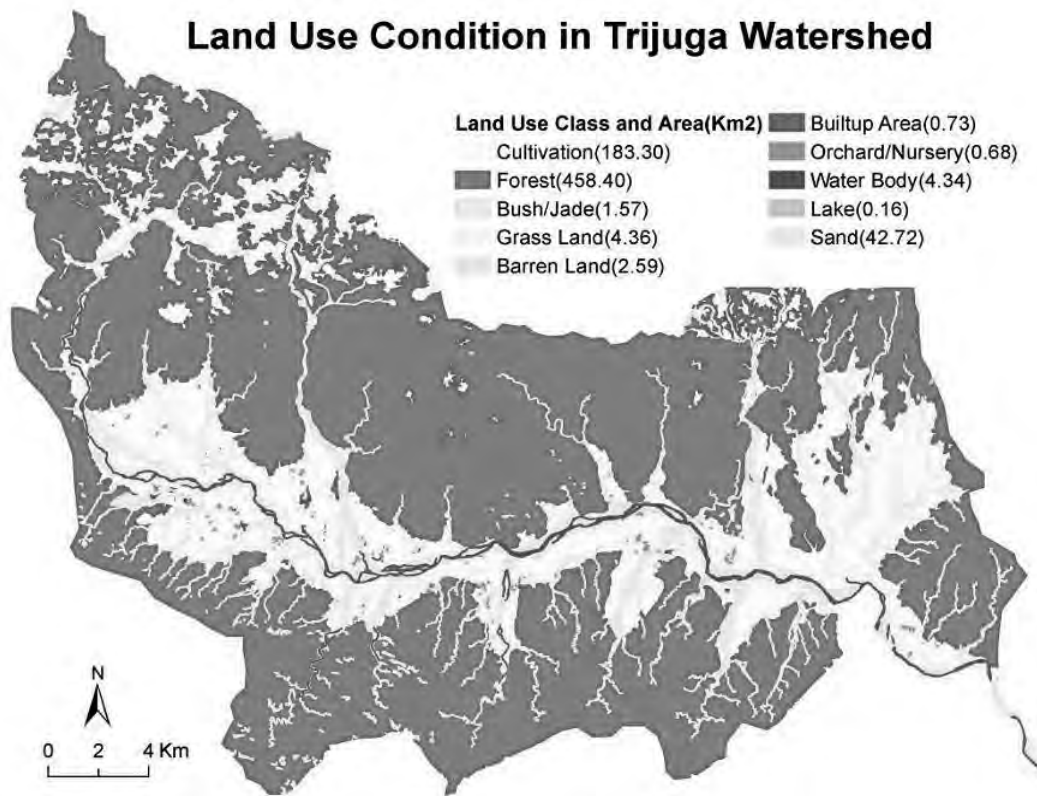 Land Use Condition in Trijuga Watershed
Land Use Class and Area(Km2)
Cultivation(183.30)
Forest(458.40)
Bush/Jade(1.57)
Grass Land(4.36)
Barren Land(2.59)
Builtup Area(0.73)
Orchard/Nursery(0.68)
Water Body(4.34)
Lake(0.16)
Sand(42.72)
N
0 2 4 Km